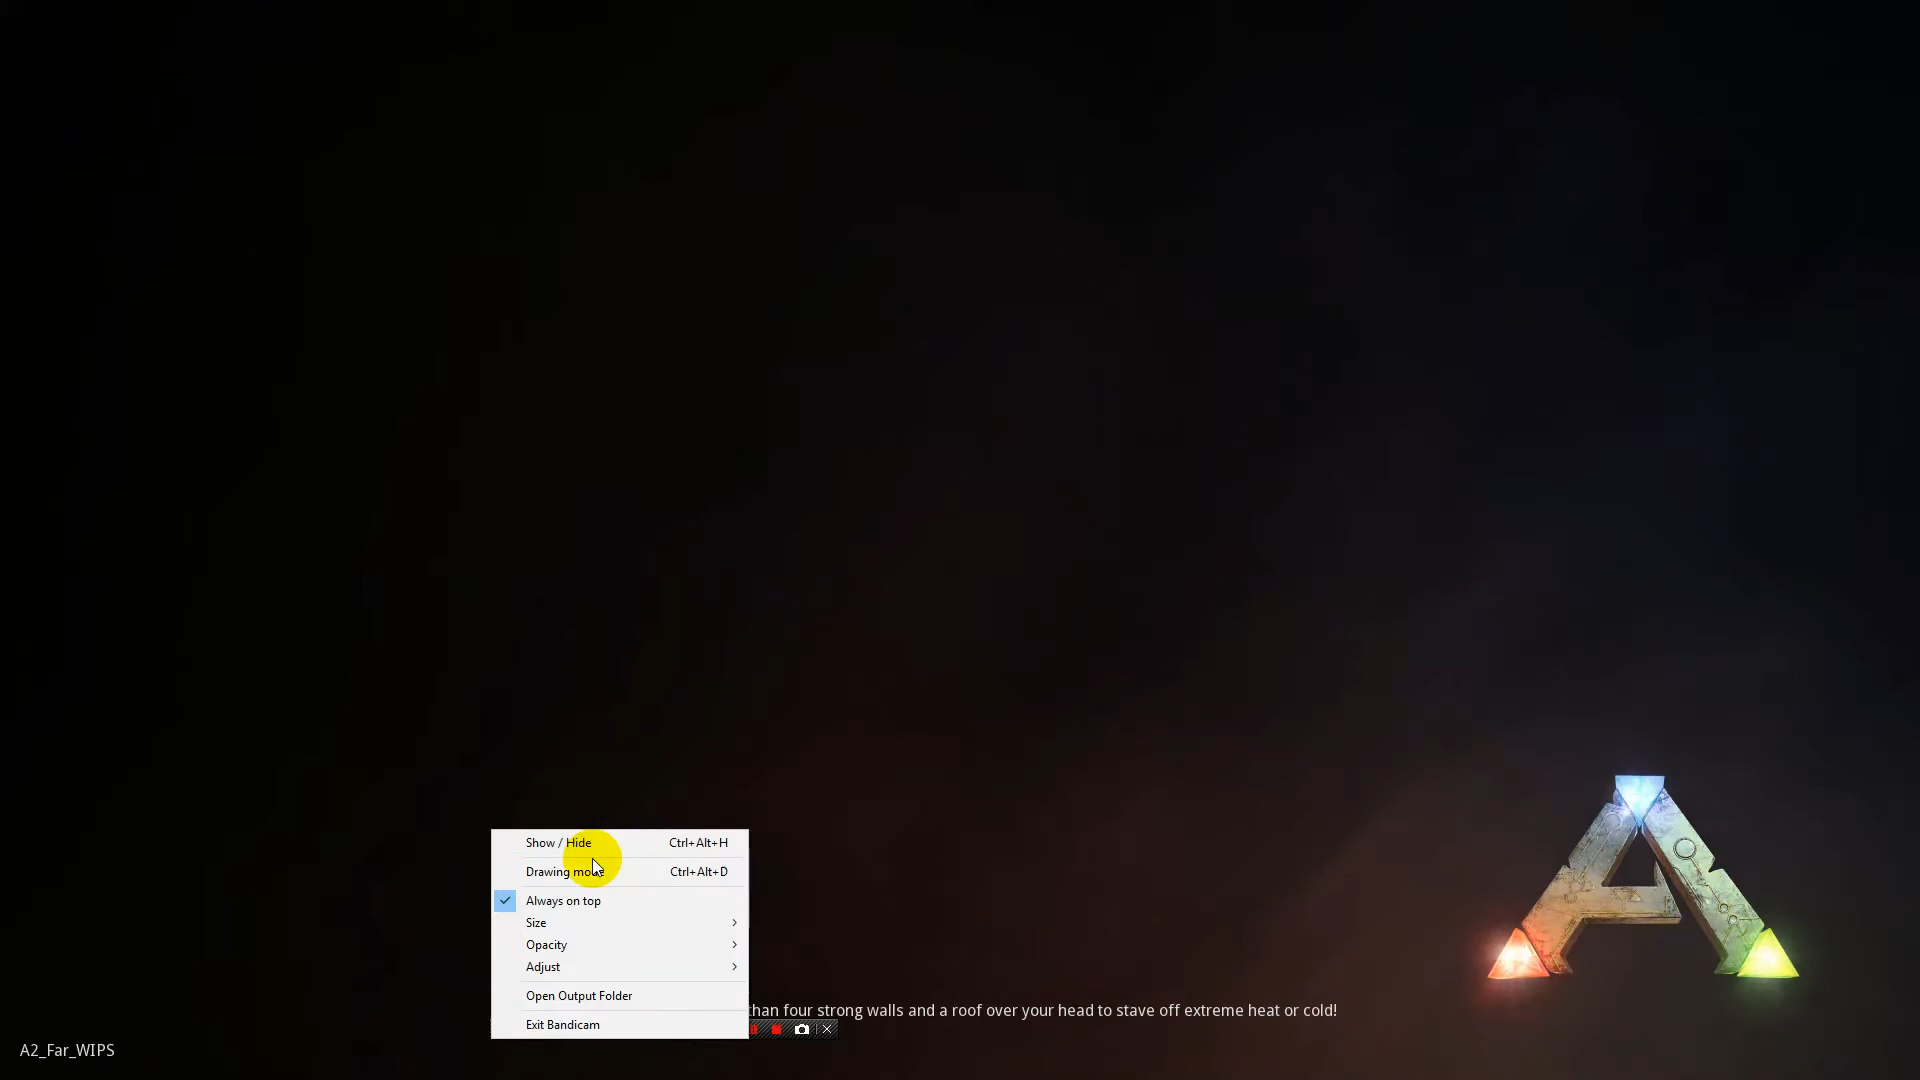 Show / Hide Ctrl+Alt+H
Drawing mode Ctrl+Alt+D
Always on top
Size
Opacity
Adjust
Open Output Folder
than four strong walls and a roof over your head to stave off extreme heat or cold!
Exit Bandicam
A2_Far_WIPS